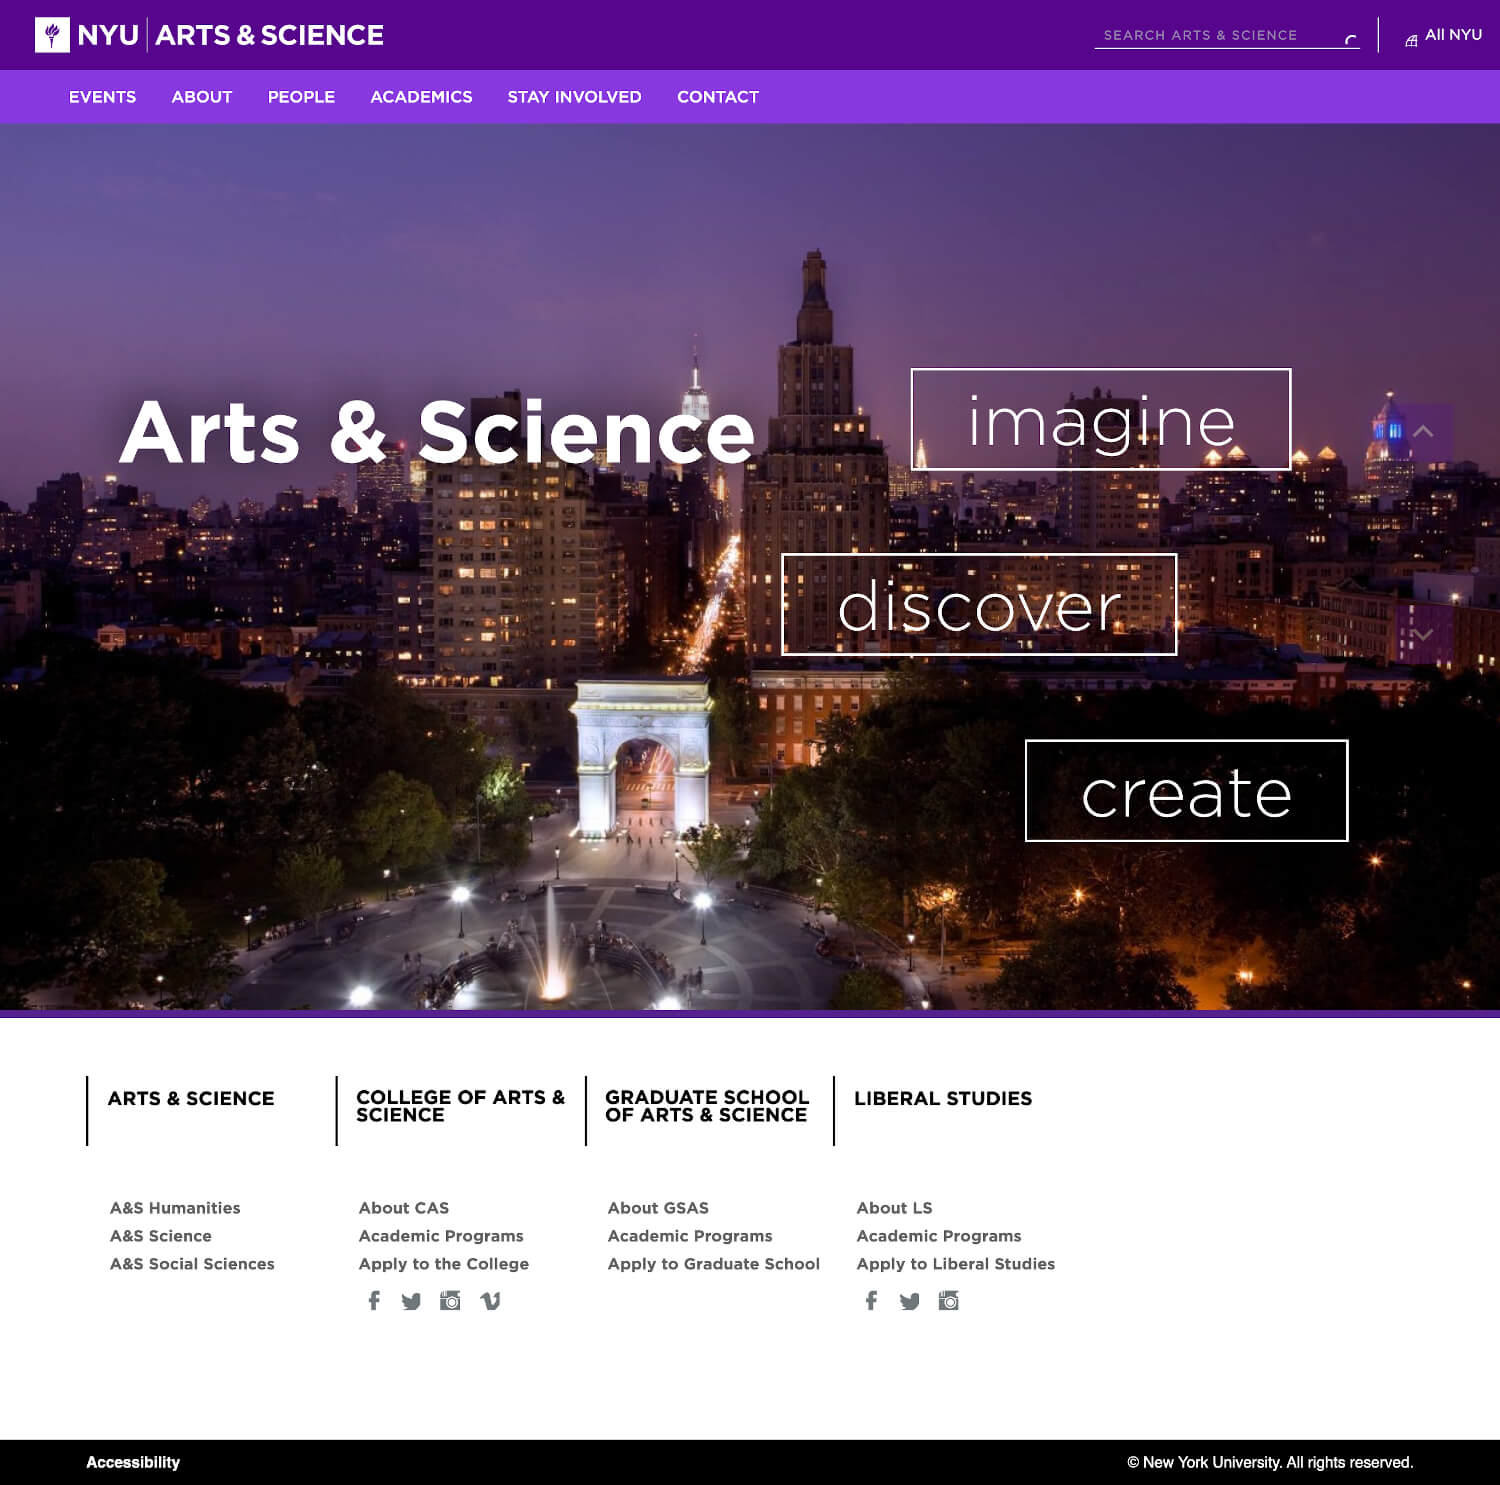 NYU ARTS & SCIENCE
SEARCH ARTS & SCIENCE
All NYU
EVENTS ABOUT PEOPLE ACADEMICS STAY INVOLVED CONTACT
Arts & Science
imagine
discover
create
ARTS & SCIENCE
A&S Humanities
A&S Science
A&S Social Sciences
COLLEGE OF ARTS &
SCIENCE
About CAS
Academic Programs
Apply to the College
GRADUATE SCHOOL
OF ARTS & SCIENCE
About GSAS
Academic Programs
Apply to Graduate School
LIBERAL STUDIES
About LS
Academic Programs
Apply to Liberal Studies
Accessibility
© New York University. All rights reserved.